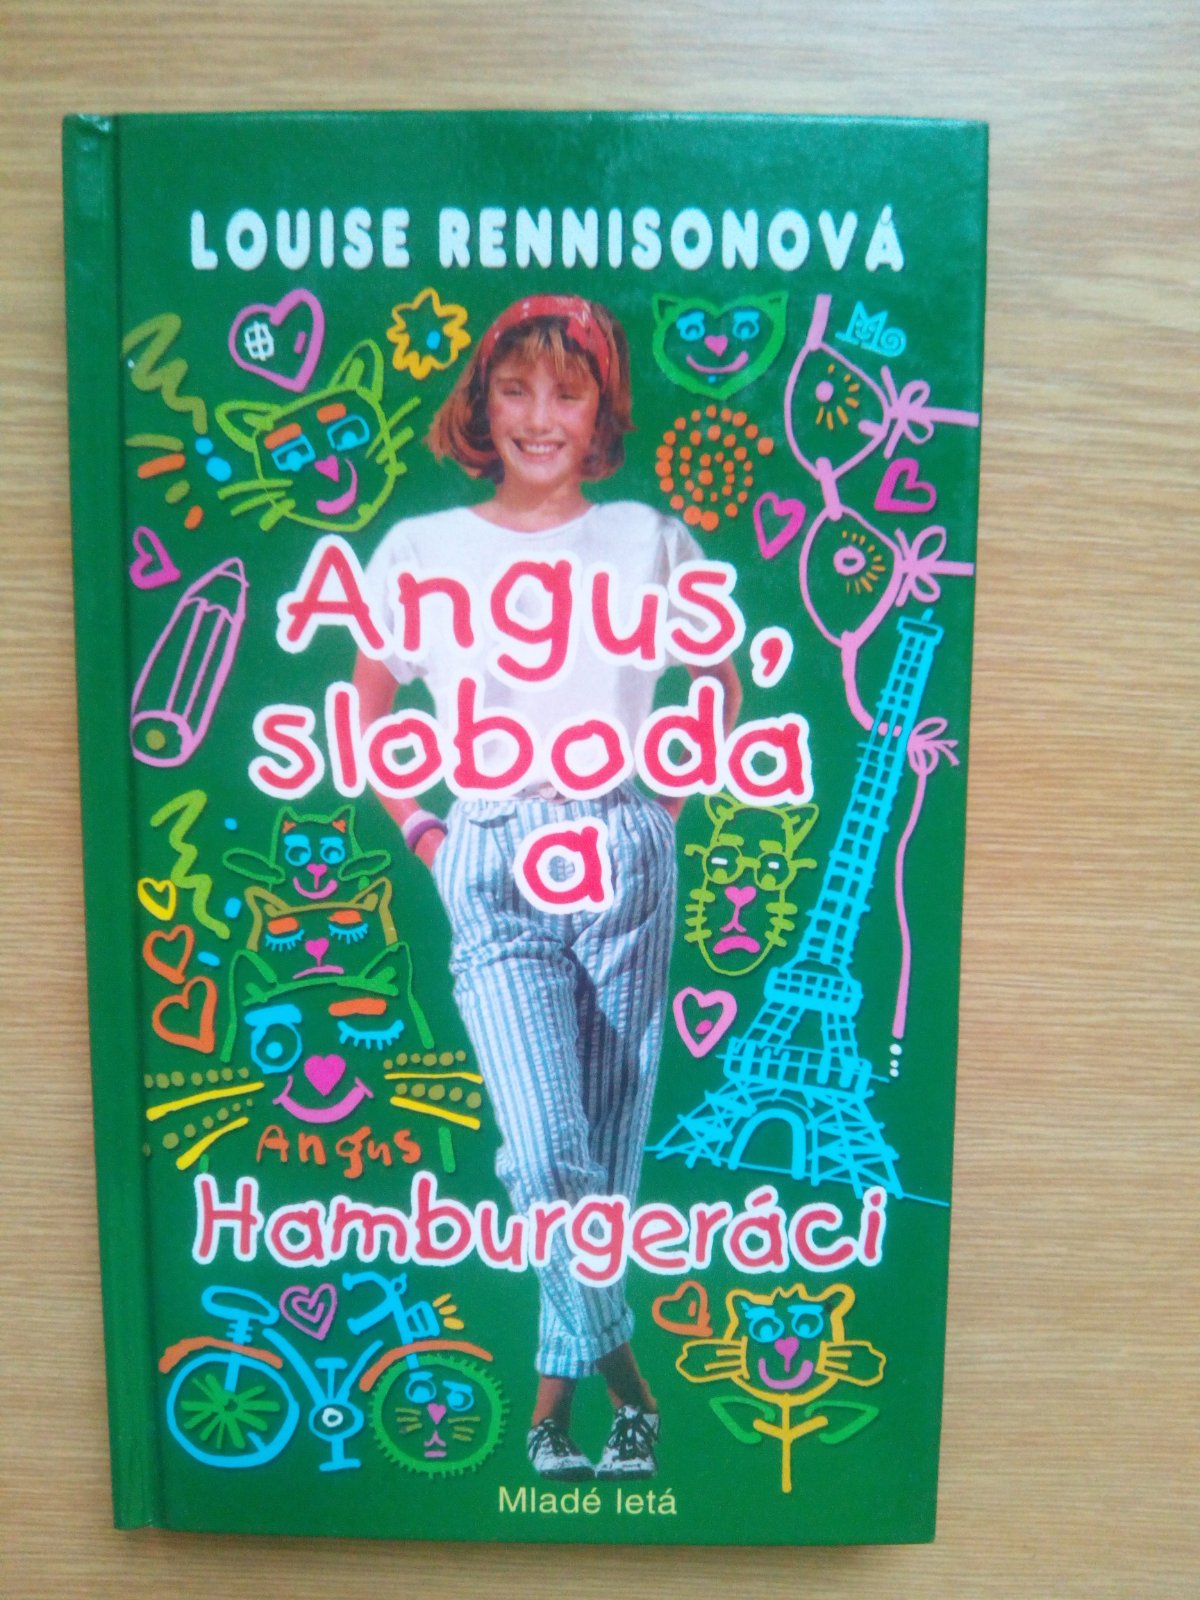 LOUISE RENNISONOVÁ
Angus,
sloboda
a
Angus
Hamburgeráci
Mladé letá